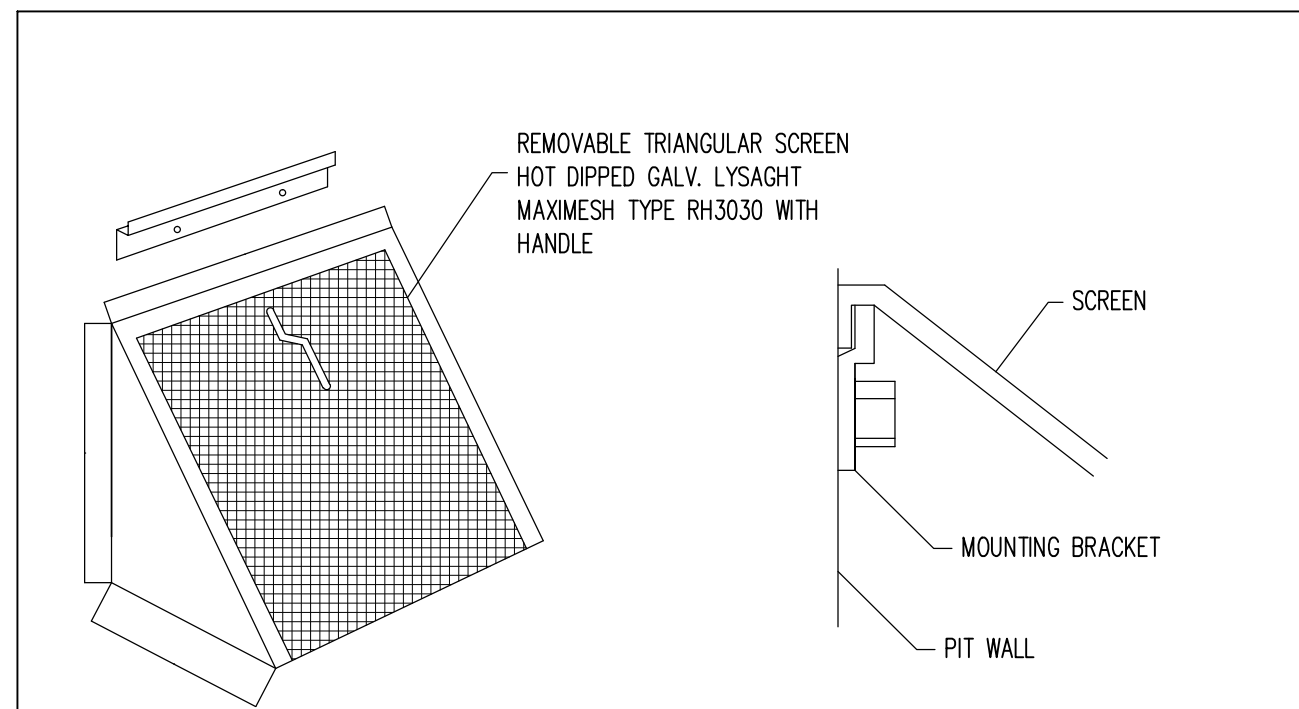 REMOVABLE TRIANGULAR SCREEN
HOT DIPPED GALV. LYSAGHT
MAXIMESH TYPE RH3030 WITH
HANDLE
SCREEN
MOUNTING BRACKET
PIT WALL